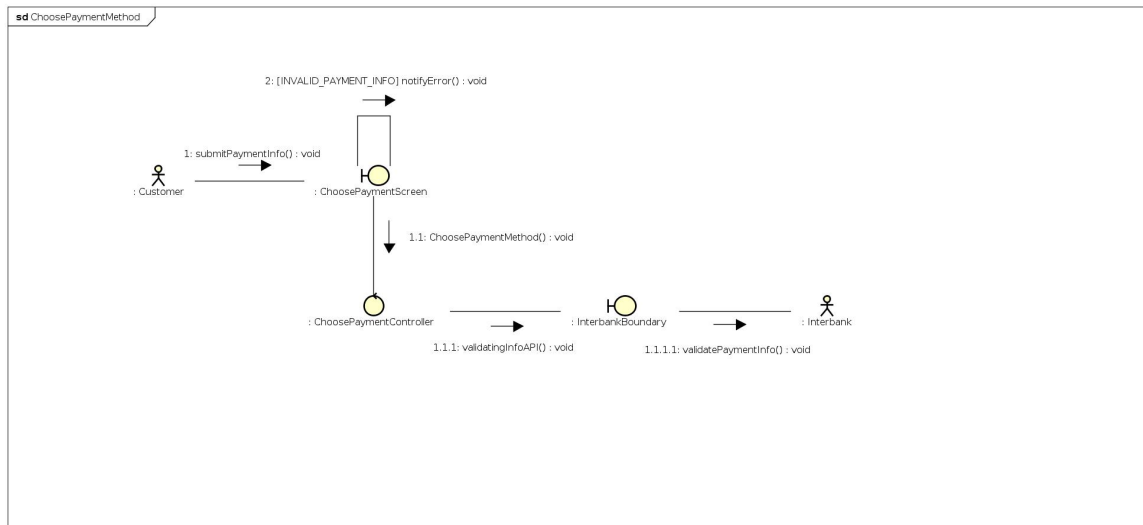 sd ChoosePaymentMethod
2: [INVALID_PAYMENT_INFO] notifyError() : void
1: submitPaymentInfo() : void
: Customer
: ChoosePaymentScreen
1.1: ChoosePaymentMethod() : void
: ChoosePaymentController
: InterbankBoundary
: Interbank
1.1.1: validatingInfoAPI() : void
1.1.1.1: validatePaymentInfo() : void